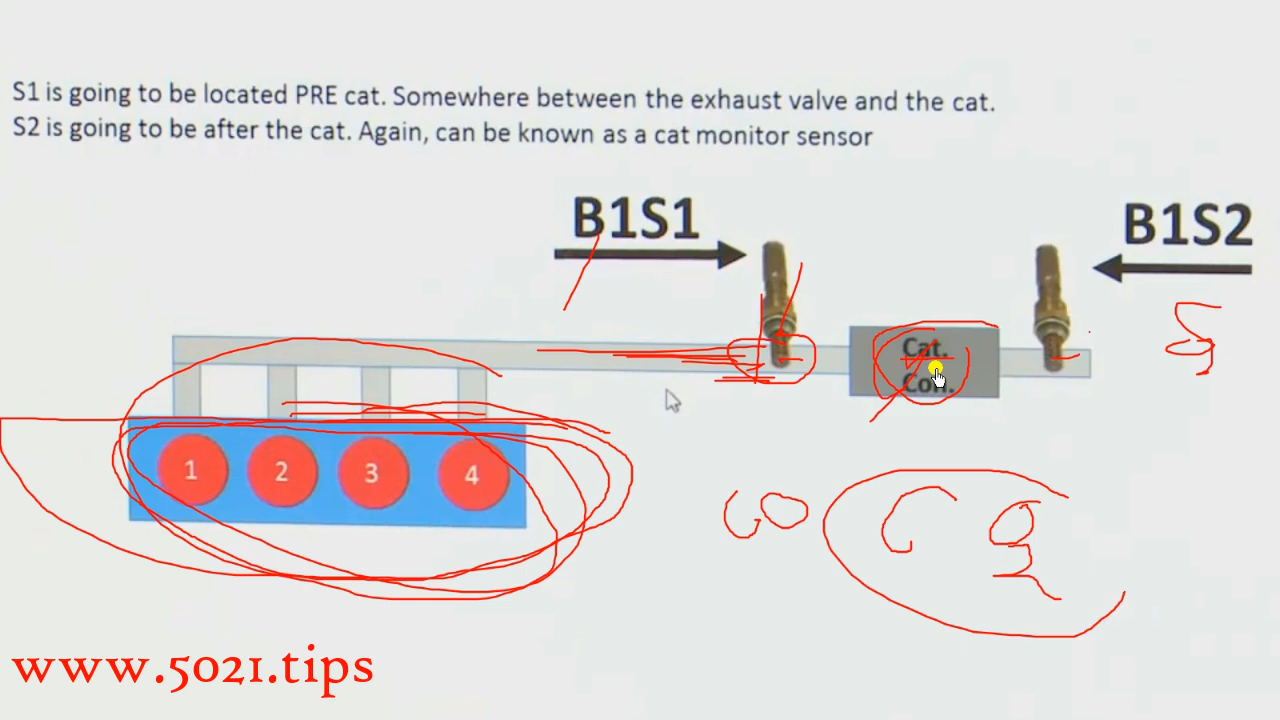 S1 is going to be located PRE cat. Somewhere between the exhaust valve and the cat.
S2 is going to be after the cat. Again, can be known as a cat monitor sensor
B1S1
B1S2
Cat.
Con.
1 2 3 4
CO
www.5021.tips